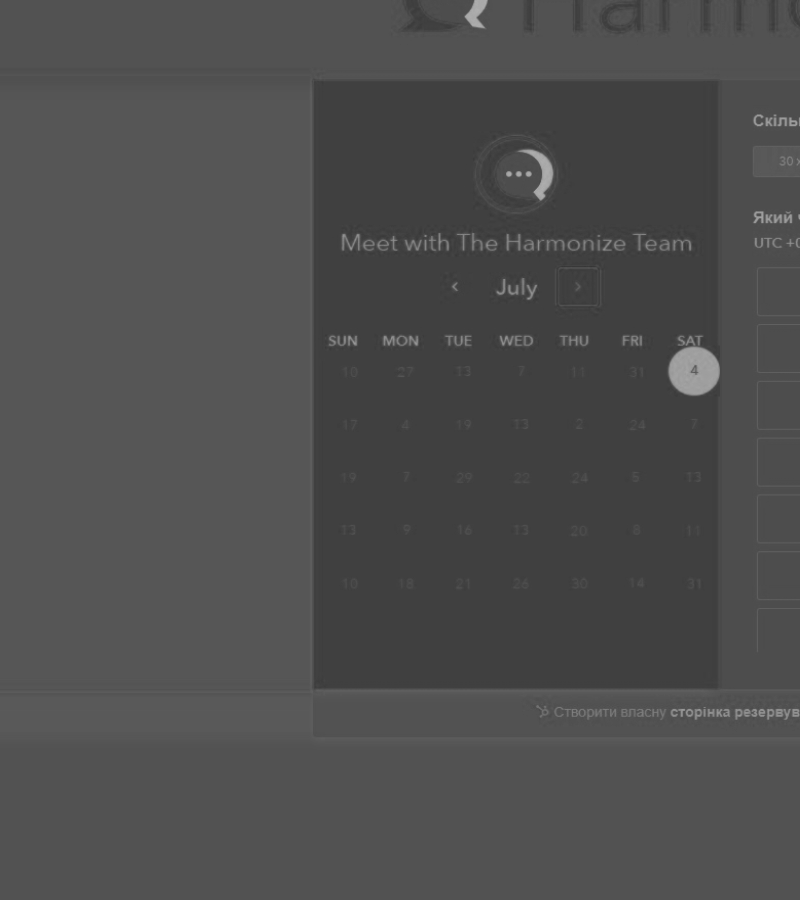 Harmo
Meet with The Harmonize Team
‹ July ›
SUN MON TUE WED THU FRI SAT
10 27 13 7 11 31 4
17 4 19 13 2 24 7
19 7 29 22 24 5 13
13 9 16 13 20 8 11
10 18 21 26 30 14 31
Скіль
30 х
Який ч
UTC +0
Створити власну сторінка резервув